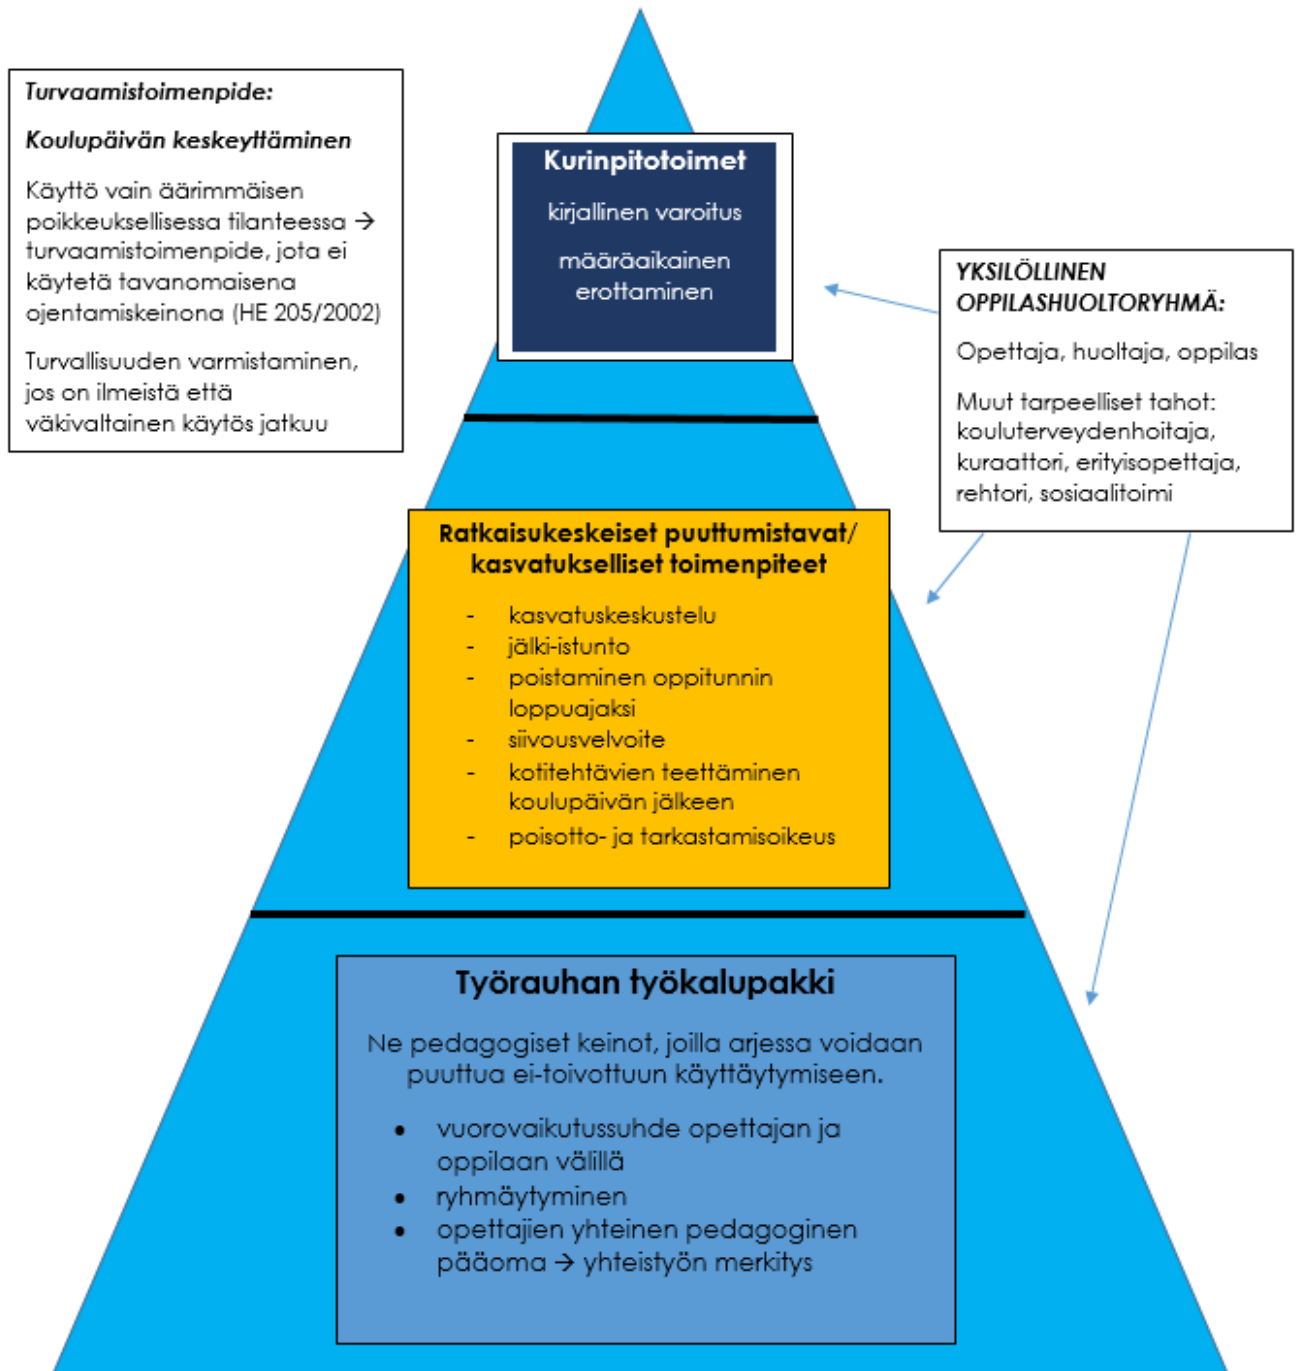 Turvaamistoimenpide:
Koulupäivän keskeyttäminen
Käyttö vain äärimmäisen
poikkeuksellisessa tilanteessa →
turvaamistoimenpide, jota ei
käytetä tavanomaisena
ojentamiskeinona (HE 205/2002)
Turvallisuuden varmistaminen,
jos on ilmeistä että
väkivaltainen käytös jatkuu
Kurinpitotoimet
kirjallinen varoitus
määräaikainen
erottaminen
YKSILÖLLINEN
OPPILASHUOLTORYHMÄ:
Opettaja, huoltaja, oppilas
Muut tarpeelliset tahot:
kouluterveydenhoitaja,
kuraattori, erityisopettaja,
rehtori, sosiaalitoimi
Ratkaisukeskeiset puuttumistavat/
kasvatukselliset toimenpiteet
- kasvatuskeskustelu
- jälki-istunto
- poistaminen oppitunnin
loppuajaksi
- siivousvelvoite
- kotitehtävien teettäminen
koulupäivän jälkeen
- poisotto- ja tarkastamisoikeus
Työrauhan työkalupakki
Ne pedagogiset keinot, joilla arjessa voidaan
puuttua ei-toivottuun käyttäytymiseen.
• vuorovaikutussuhde opettajan ja
oppilaan välillä
• ryhmäytyminen
• opettajien yhteinen pedagoginen
pääoma → yhteistyön merkitys